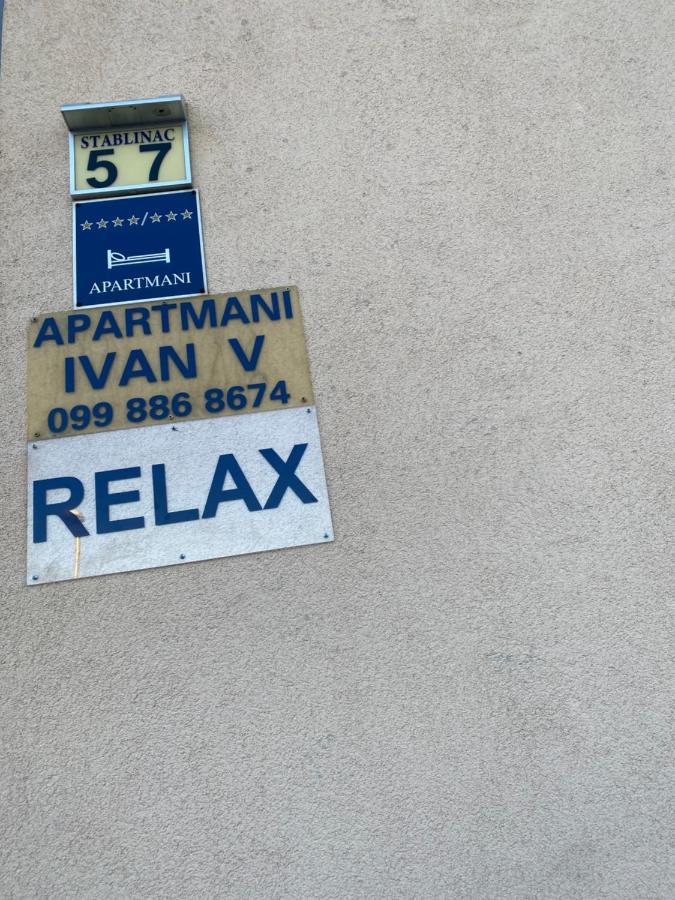 STABLINAC
57
★★★★/★★★
APARTMANI
APARTMANI
IVAN V
099 886 8674
RELAX